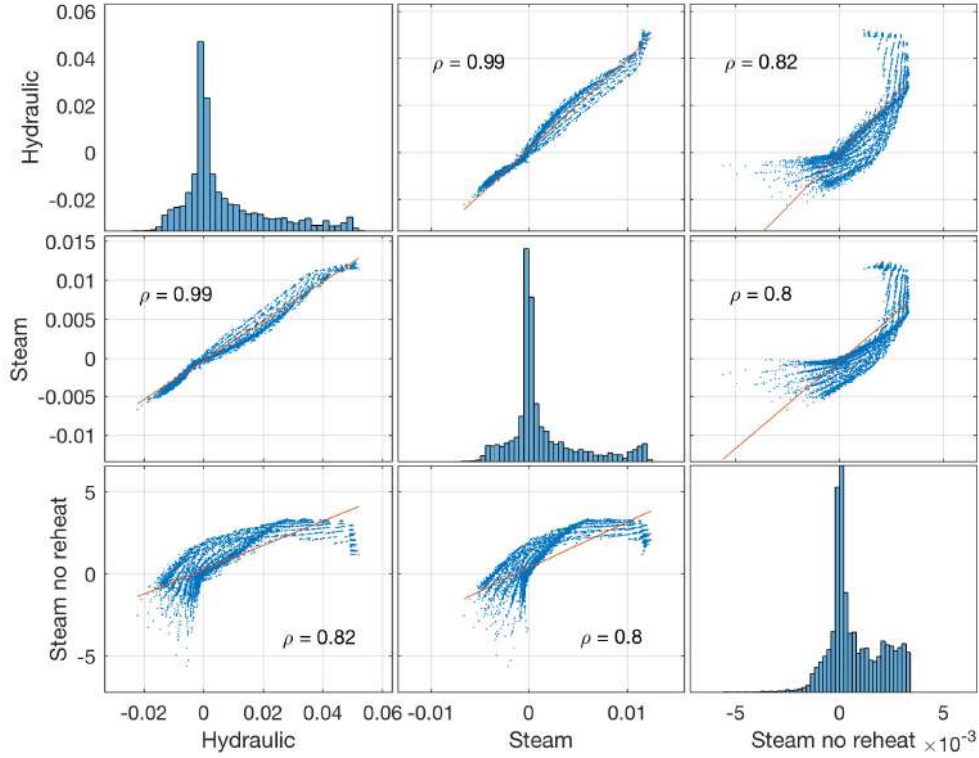 0.06
0.04
0.02
0
-0.02
Hydraulic
ρ = 0.99
ρ = 0.82
0.015
0.01
0.005
0
-0.005
-0.01
Steam
ρ = 0.99
ρ = 0.8
5
0
-5
Steam no reheat
ρ = 0.82
ρ = 0.8
-0.02 0 0.02 0.04 0.06
-0.01 0 0.01
-5 0 5
×10⁻³
Hydraulic
Steam
Steam no reheat